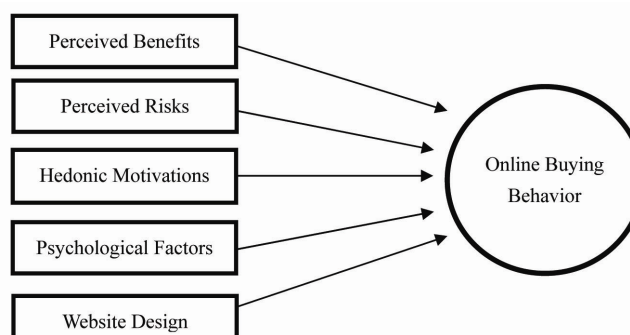 Perceived Benefits
Perceived Risks
Hedonic Motivations
Psychological Factors
Website Design
Online Buying
Behavior